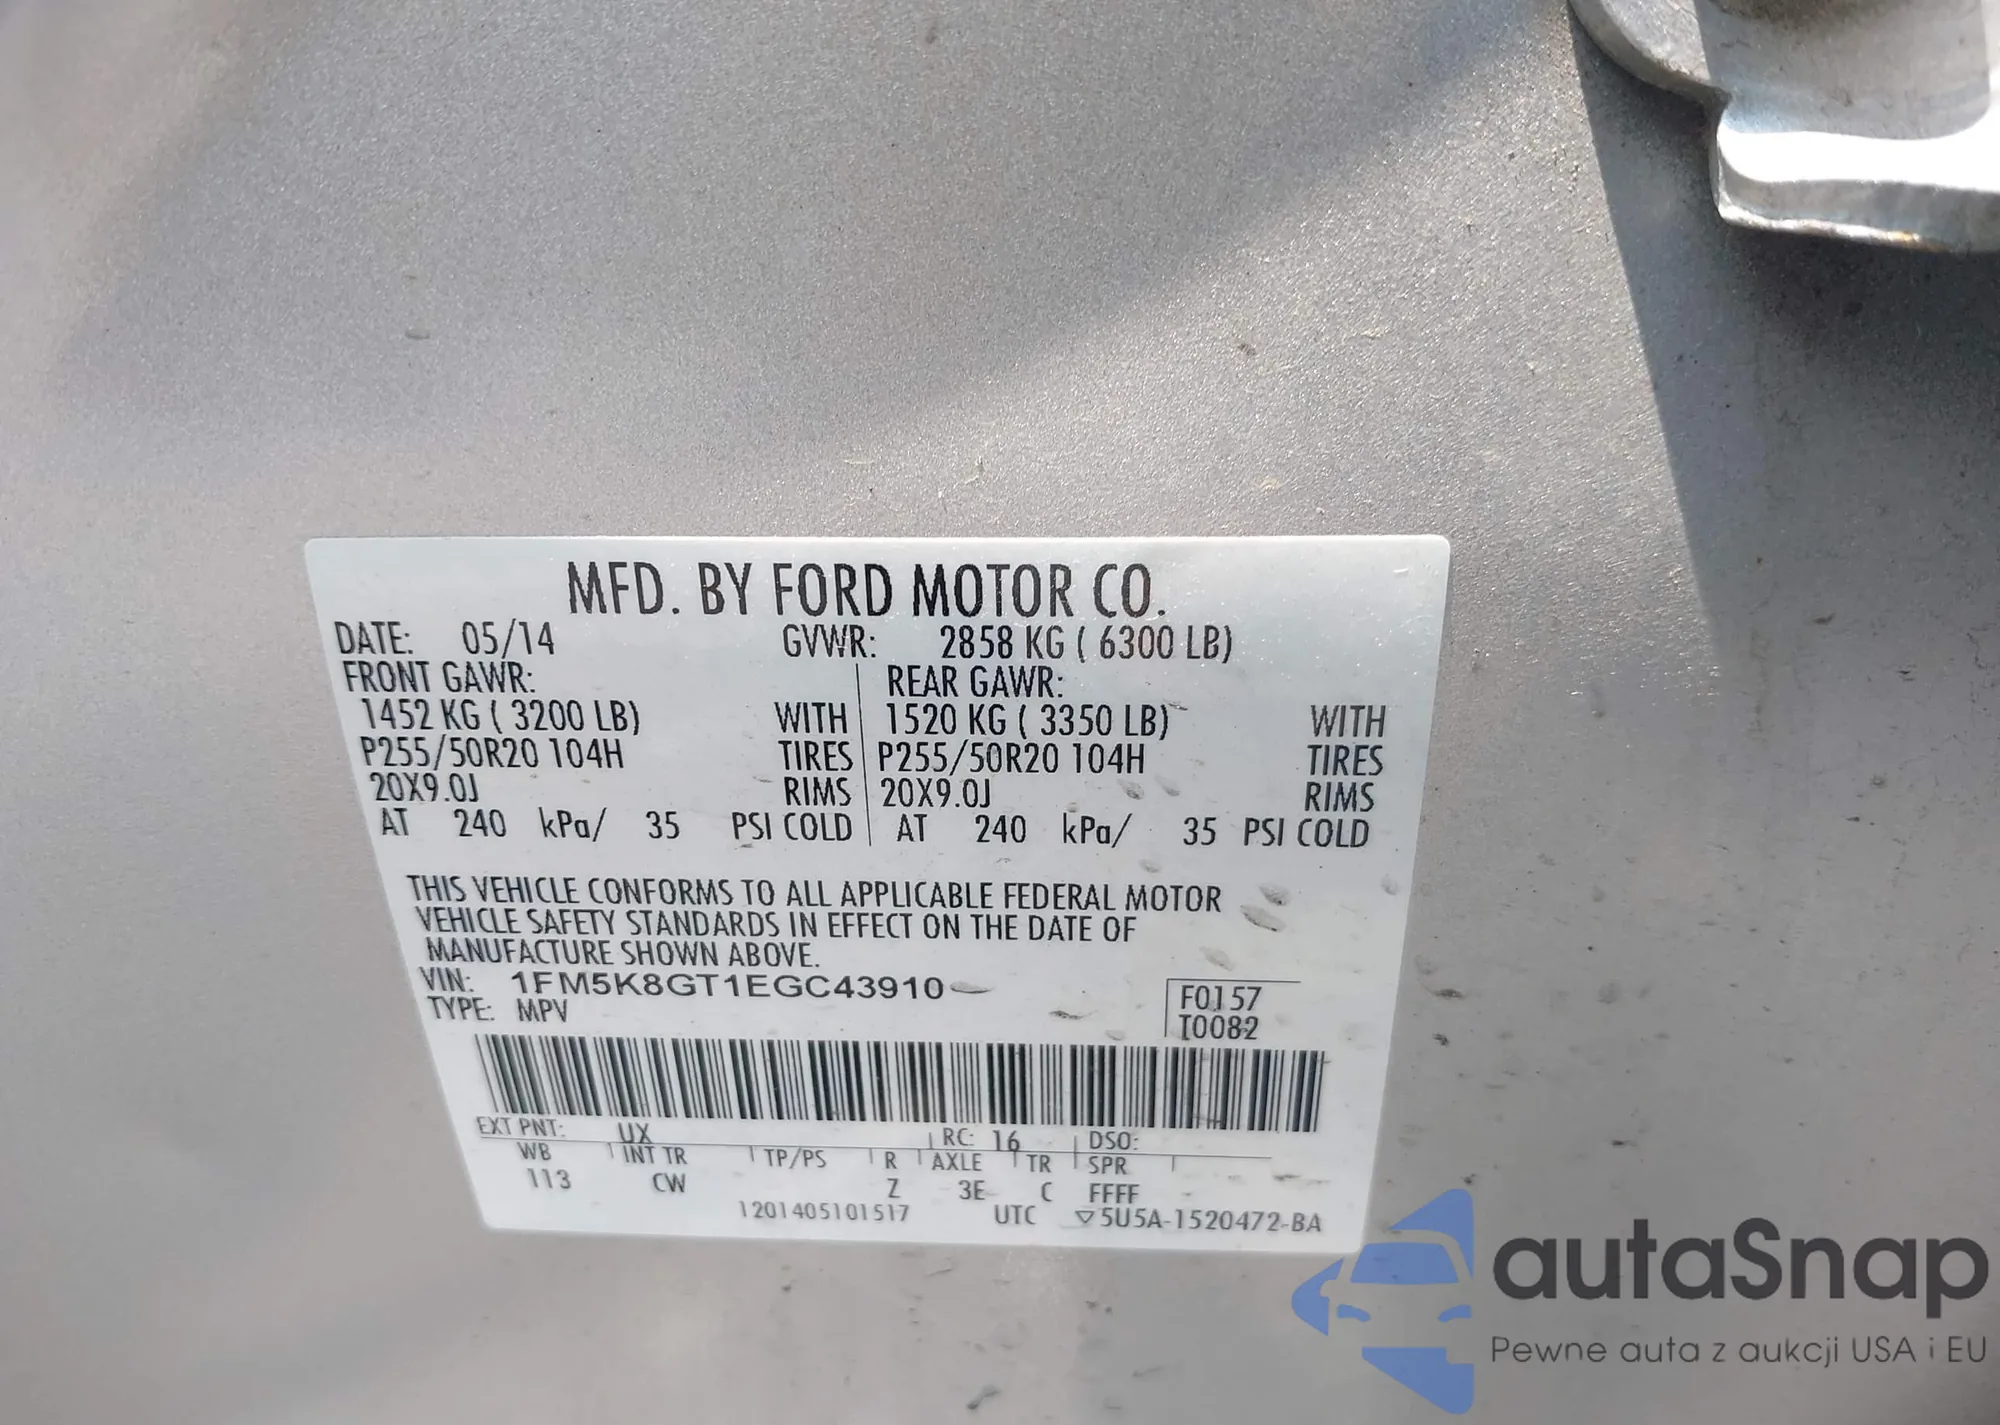 MFD. BY FORD MOTOR CO.
DATE: 05/14 GVWR: 2858 KG ( 6300 LB)
FRONT GAWR: REAR GAWR:
1452 KG ( 3200 LB) WITH 1520 KG ( 3350 LB) WITH
P255/50R20 104H TIRES P255/50R20 104H TIRES
20X9.0J RIMS 20X9.0J RIMS
AT 240 kPa/ 35 PSI COLD AT 240 kPa/ 35 PSI COLD
THIS VEHICLE CONFORMS TO ALL APPLICABLE FEDERAL MOTOR
VEHICLE SAFETY STANDARDS IN EFFECT ON THE DATE OF
MANUFACTURE SHOWN ABOVE.
VIN: 1FM5K8GT1EGC43910
F0157
TYPE: MPV
T0082
EXT PNT: UX RC: 16 DSO:
WB INT TR TP/PS R AXLE TR SPR
113 CW Z 3E C FFFF
1201405101517 UTC ▽5U5A-1520472-BA
autaSnap
Pewne auta z aukcji USA i EU